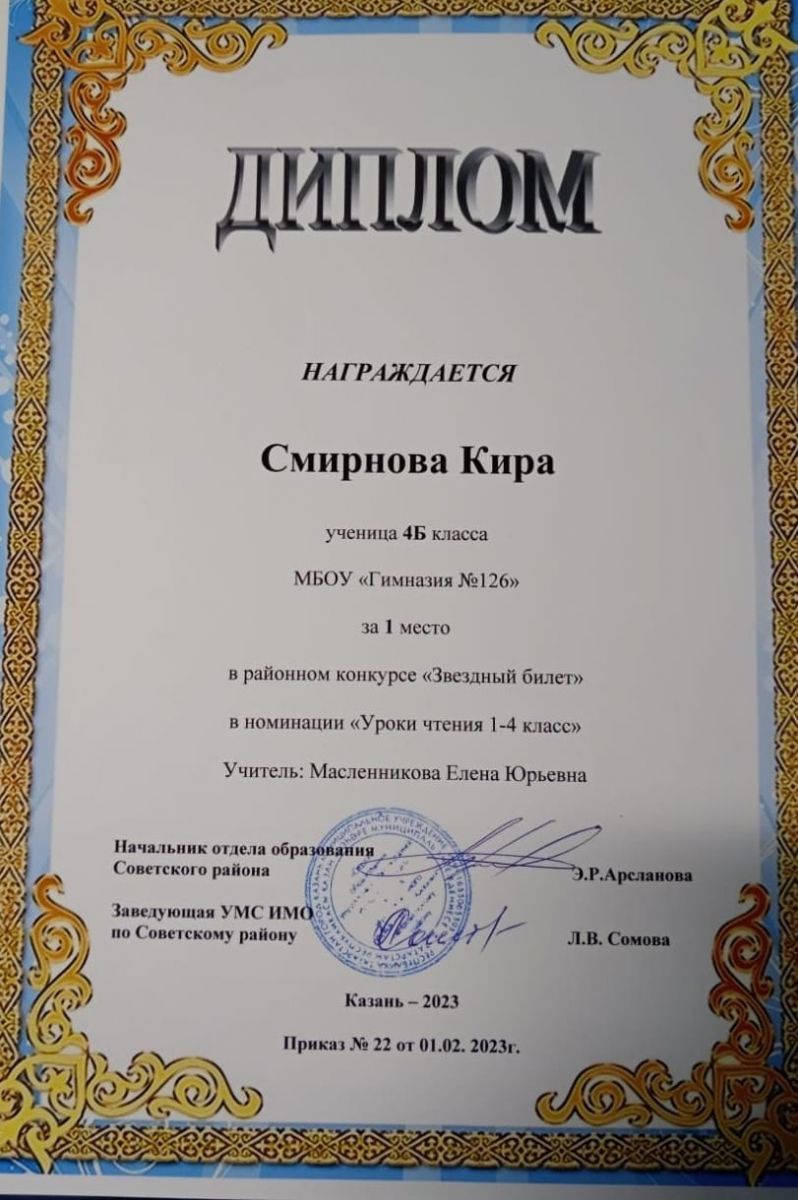 ДИПЛОМ
НАГРАЖДАЕТСЯ
Смирнова Кира
ученица 4Б класса
МБОУ «Гимназия №126»
за 1 место
в районном конкурсе «Звездный билет»
в номинации «Уроки чтения 1-4 класс»
Учитель: Масленникова Елена Юрьевна
Начальник отдела образования
Советского района Э.Р.Арсланова
Заведующая УМС ИМО
по Советскому району Л.В. Сомова
Казань – 2023
Приказ № 22 от 01.02. 2023г.